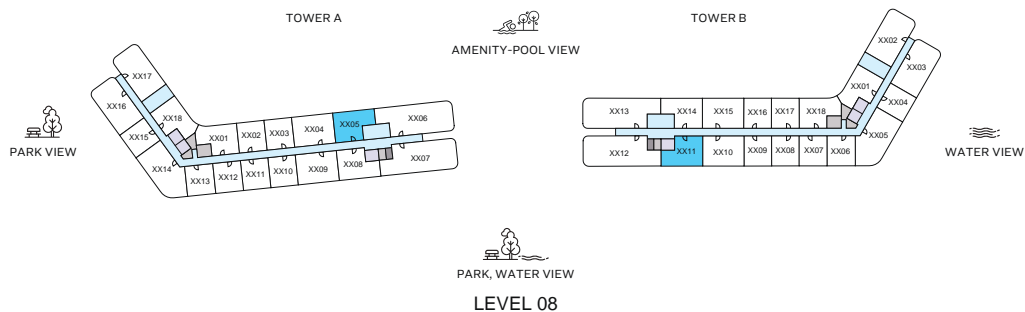 TOWER A
TOWER B
AMENITY-POOL VIEW
PARK VIEW
WATER VIEW
XX17
XX16
XX18
XX15
XX14
XX13
XX01
XX02
XX03
XX04
XX05
XX06
XX12
XX11
XX10
XX09
XX08
XX07
XX02
XX03
XX01
XX04
XX05
XX13
XX14
XX15
XX16
XX17
XX18
XX12
XX11
XX10
XX09
XX08
XX07
XX06
PARK, WATER VIEW
LEVEL 08